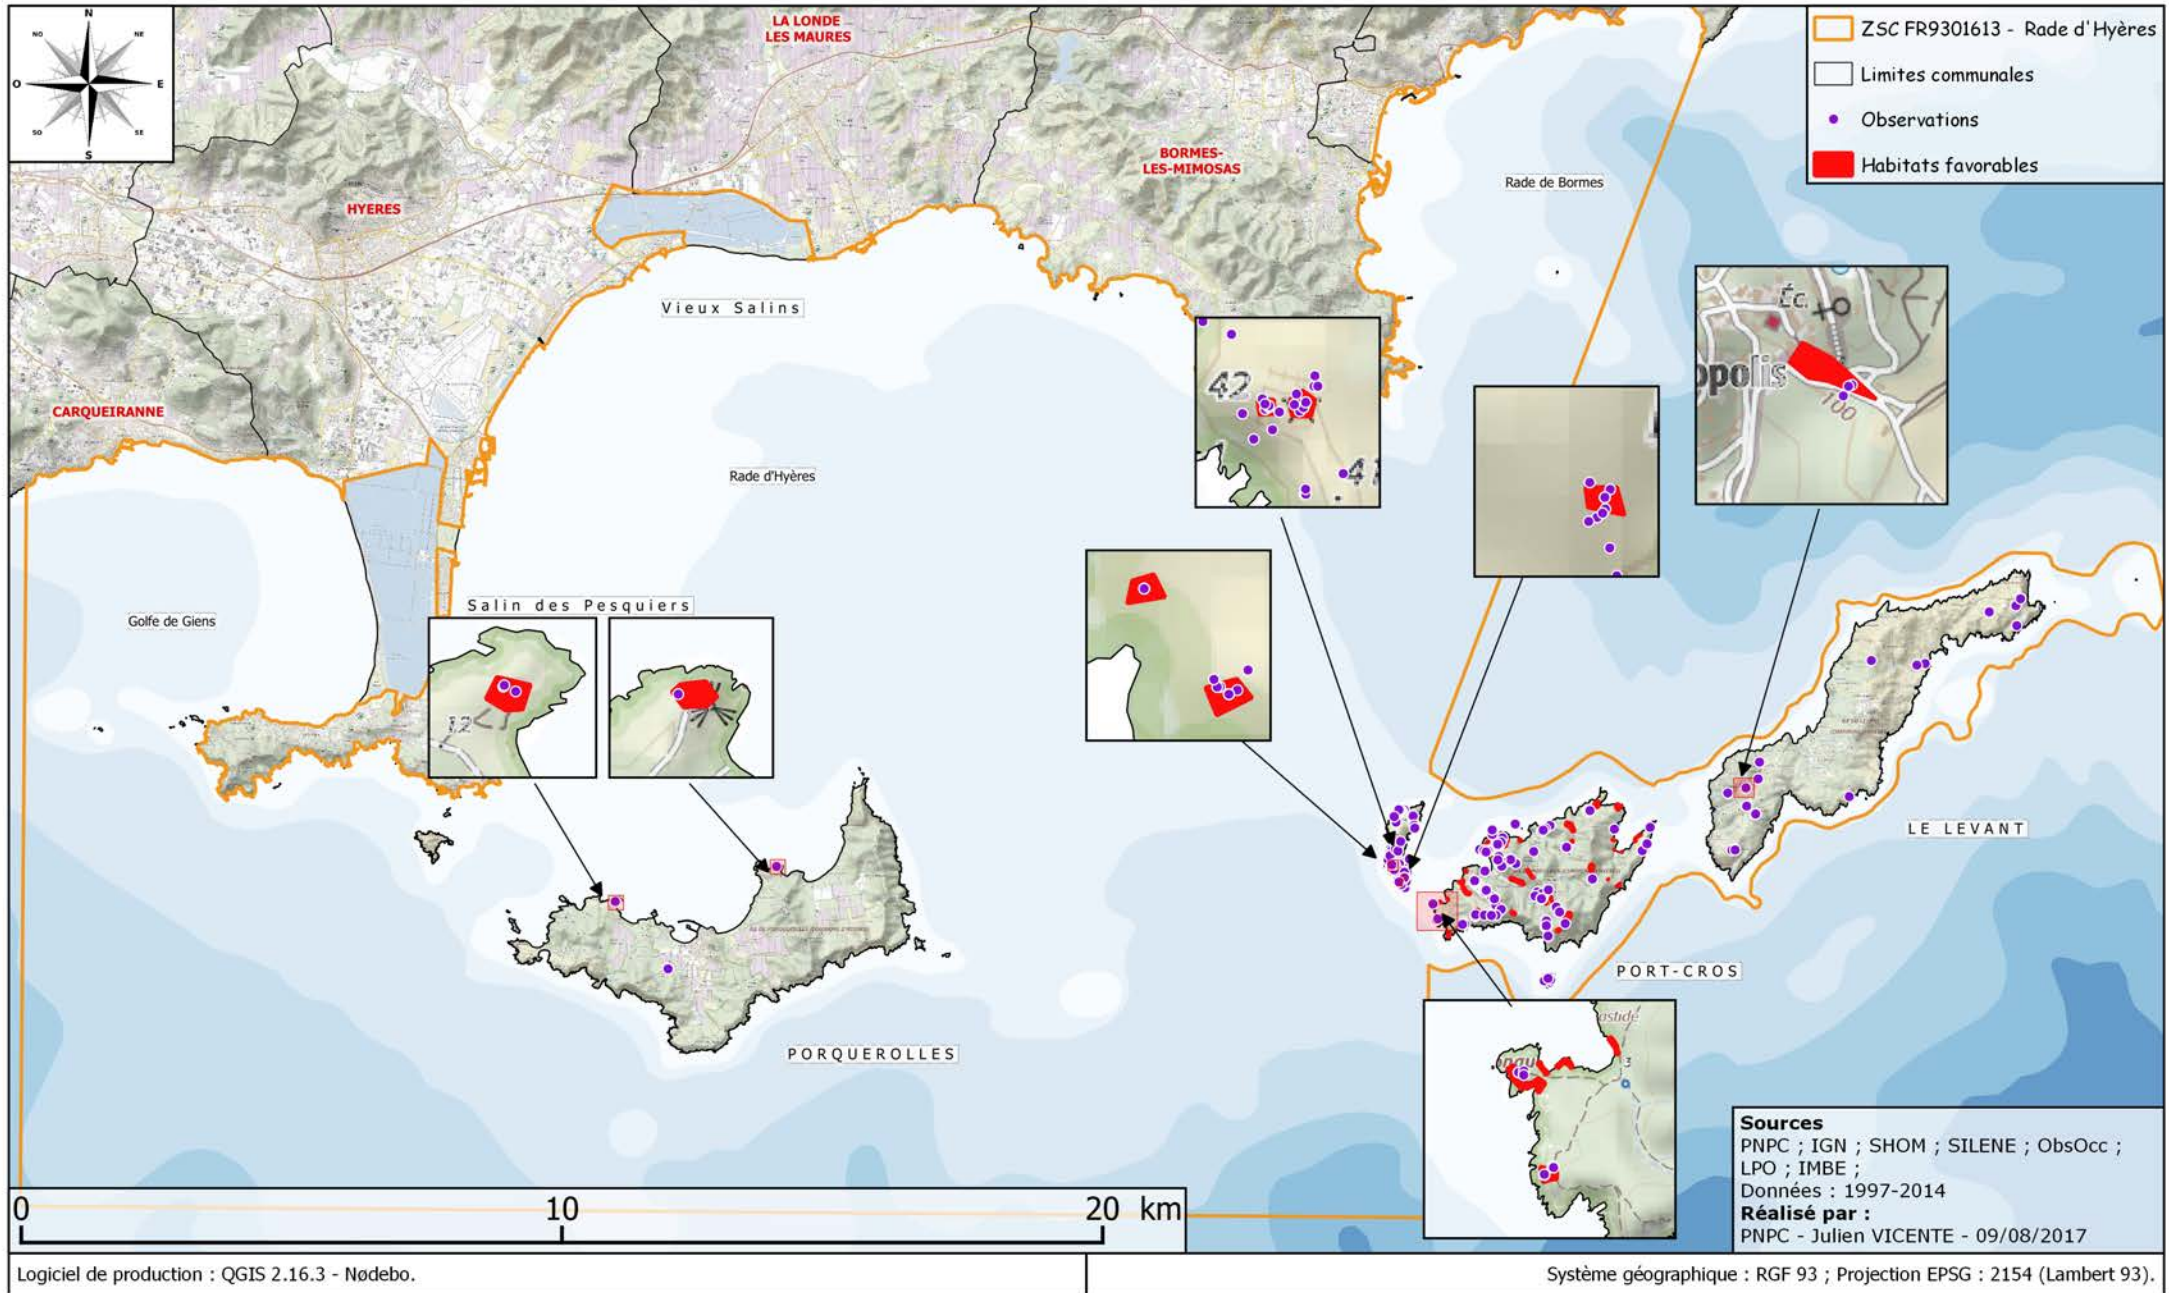 N
NO
NE
O
E
SO
SE
S
LA LONDE
LES MAURES
BORMES-
LES-MIMOSAS
HYERES
CARQUEIRANNE
Rade de Bormes
ZSC FR9301613 - Rade d'Hyères
Limites communales
Observations
Habitats favorables
Vieux Salins
Rade d'Hyères
Golfe de Giens
Salin des Pesquiers
42
.41
Éc.
opolis
100
12
LE LEVANT
PORT-CROS
PORQUEROLLES
astide
3
Sources
PNPC ; IGN ; SHOM ; SILENE ; ObsOcc ;
LPO ; IMBE ;
Données : 1997-2014
Réalisé par :
PNPC - Julien VICENTE - 09/08/2017
0 10 20 km
Logiciel de production : QGIS 2.16.3 - Nødebo.
Système géographique : RGF 93 ; Projection EPSG : 2154 (Lambert 93).